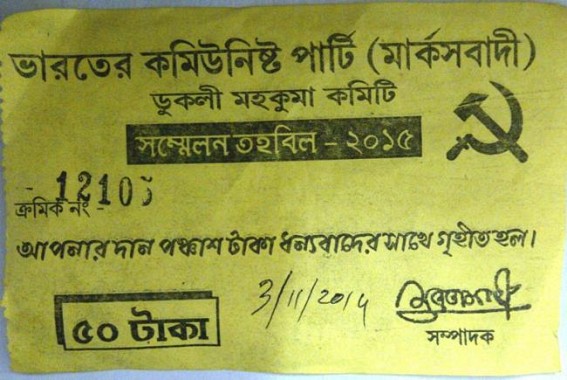 ভারতের কমিউনিষ্ট পার্টি (মার্কসবাদী)
ডুকলী মহকুমা কমিটি
সম্মেলন তহবিল - ২০১৫
ক্রমিক নং - 12105
আপনার দান পঞ্চাশ টাকা ধন্যবাদের সাথে গৃহীত হল।
3/11/2014
৫০ টাকা
সম্পাদক